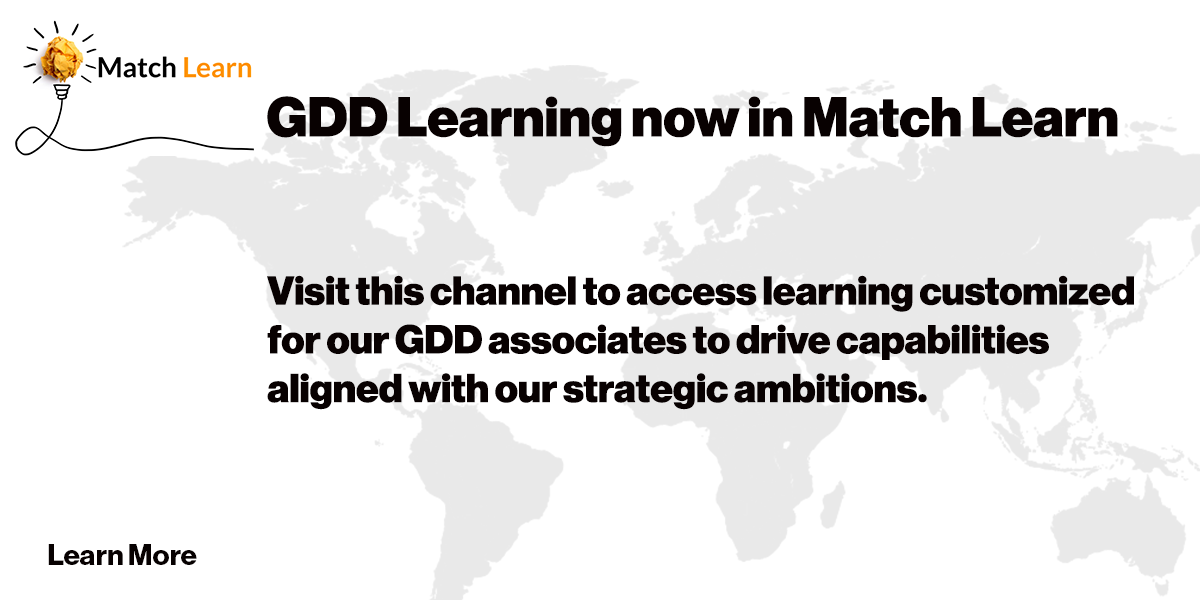 Match Learn
GDD Learning now in Match Learn
Visit this channel to access learning customized
for our GDD associates to drive capabilities
aligned with our strategic ambitions.
Learn More